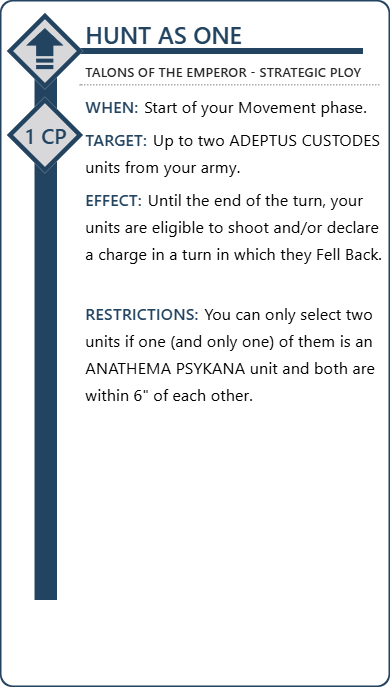 HUNT AS ONE
TALONS OF THE EMPEROR - STRATEGIC PLOY
WHEN: Start of your Movement phase.
1 CP
TARGET: Up to two ADEPTUS CUSTODES
units from your army.
EFFECT: Until the end of the turn, your
units are eligible to shoot and/or declare
a charge in a turn in which they Fell Back.
RESTRICTIONS: You can only select two
units if one (and only one) of them is an
ANATHEMA PSYKANA unit and both are
within 6" of each other.